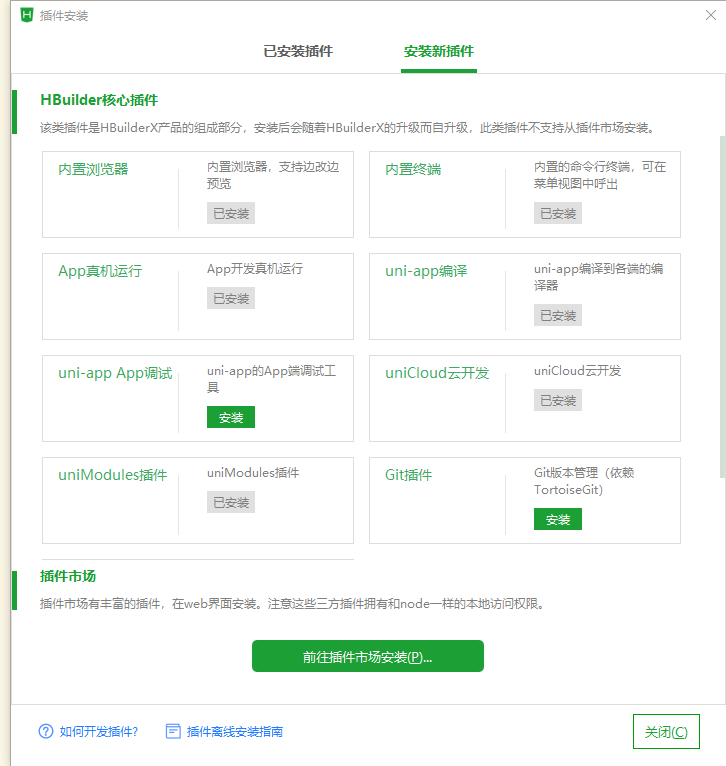 插件安装
已安装插件
安装新插件
HBuilder核心插件
该类插件是HBuilderX产品的组成部分，安装后会随着HBuilderX的升级而自升级，此类插件不支持从插件市场安装。
内置浏览器
内置浏览器，支持边改边
预览
已安装
内置终端
内置的命令行终端，可在
菜单视图中呼出
已安装
App真机运行
App开发真机运行
已安装
uni-app编译
uni-app编译到各端的编
译器
已安装
uni-app App调试
uni-app的App端调试工
具
安装
uniCloud云开发
uniCloud云开发
已安装
uniModules插件
uniModules插件
已安装
Git插件
Git版本管理（依赖
TortoiseGit）
安装
插件市场
插件市场有丰富的插件，在web界面安装。注意这些三方插件拥有和node一样的本地访问权限。
前往插件市场安装(P)...
如何开发插件?
插件离线安装指南
关闭(C)